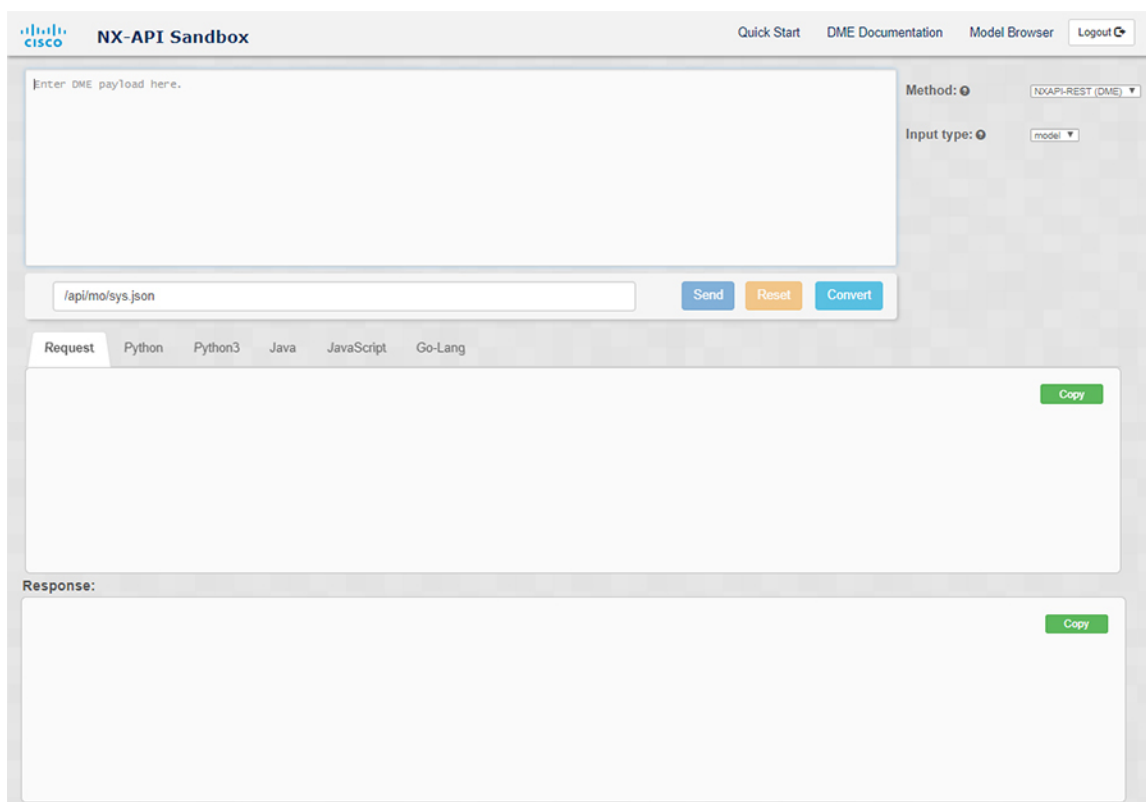 CISCO NX-API Sandbox Quick Start DME Documentation Model Browser Logout
Enter DME payload here.
Method: NXAPI-REST (DME)
Input type: model
/api/mo/sys.json Send Reset Convert
Request Python Python3 Java JavaScript Go-Lang
Copy
Response:
Copy